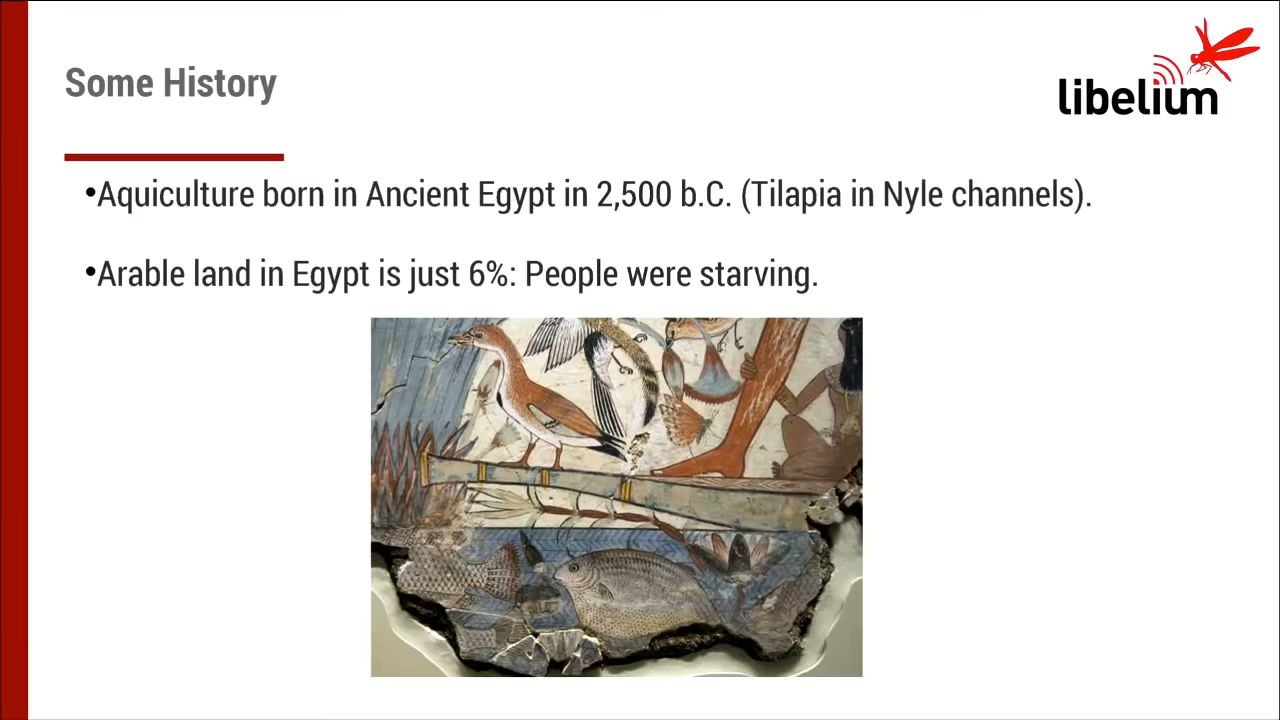 Some History
libelium
•Aquiculture born in Ancient Egypt in 2,500 b.C. (Tilapia in Nyle channels).
•Arable land in Egypt is just 6%: People were starving.